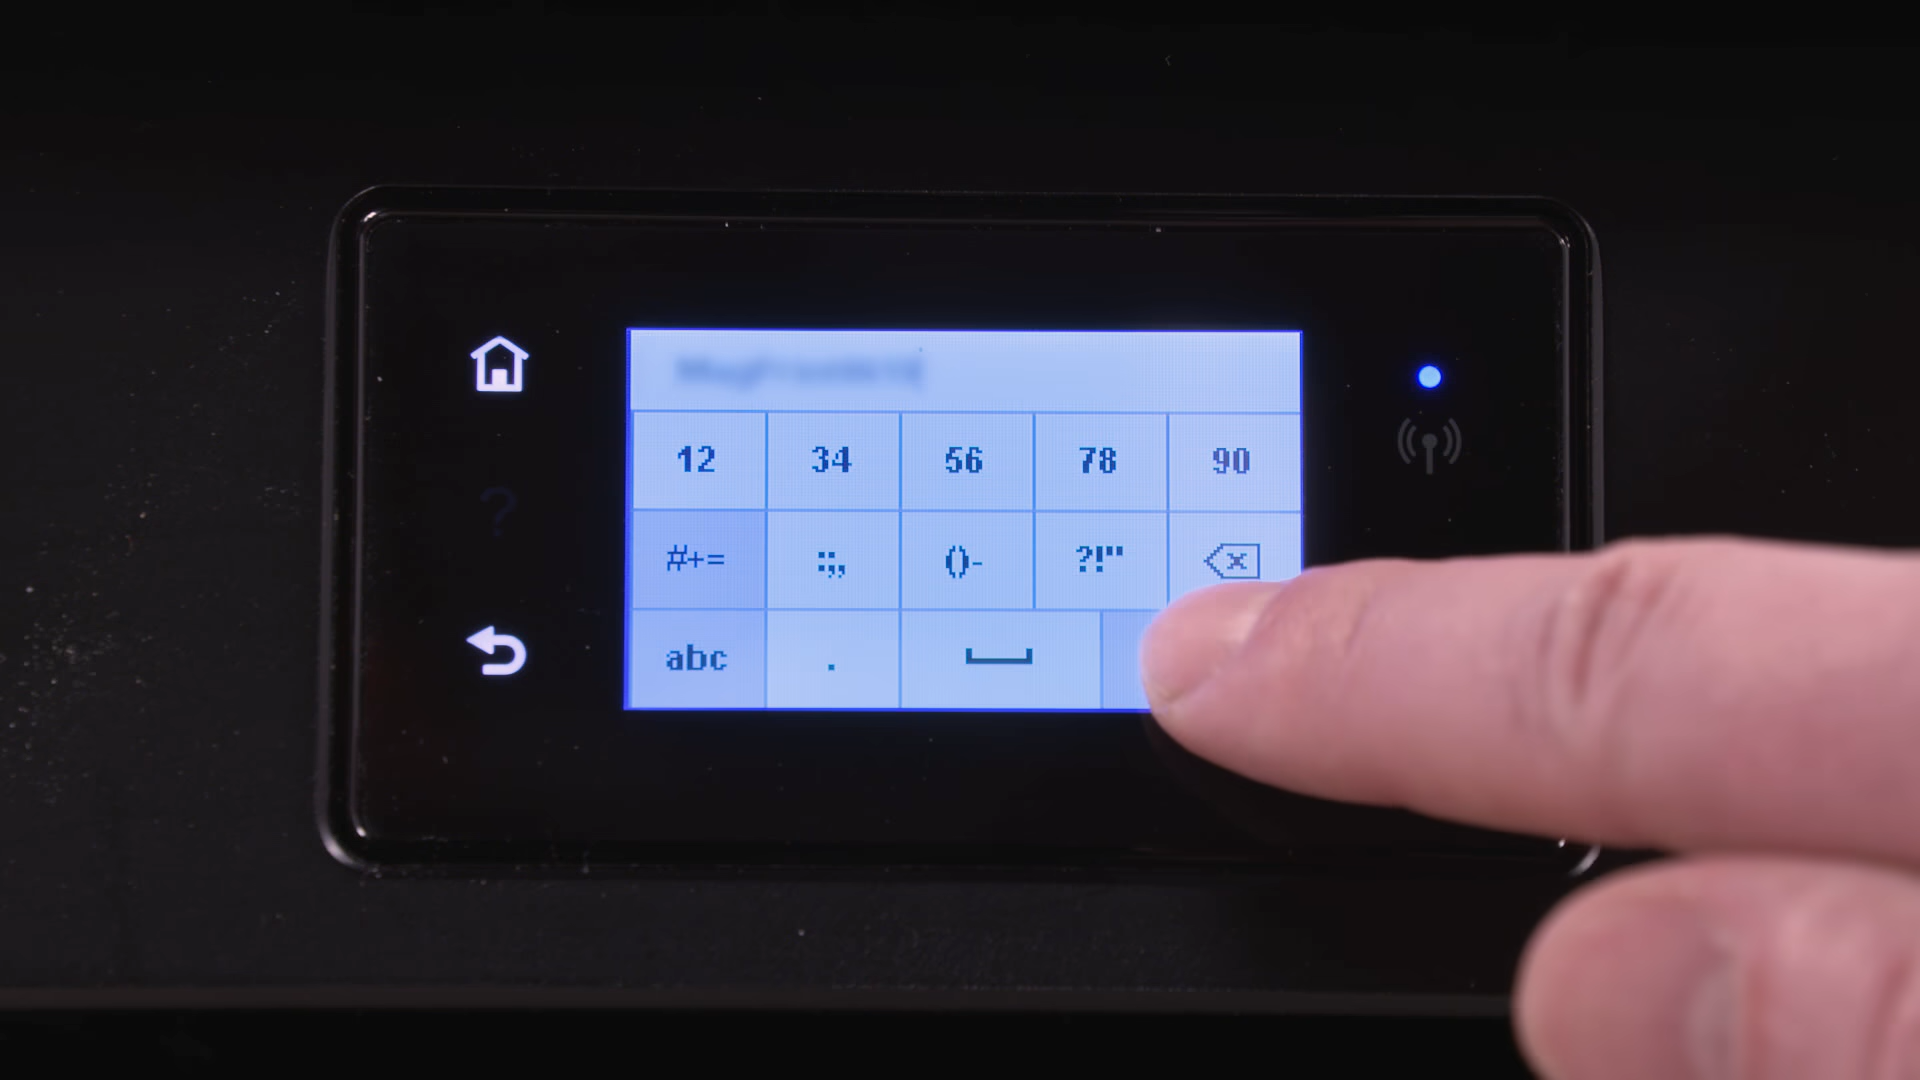 12 34 56 78 90
#+= :;., ()- ?!"
abc .